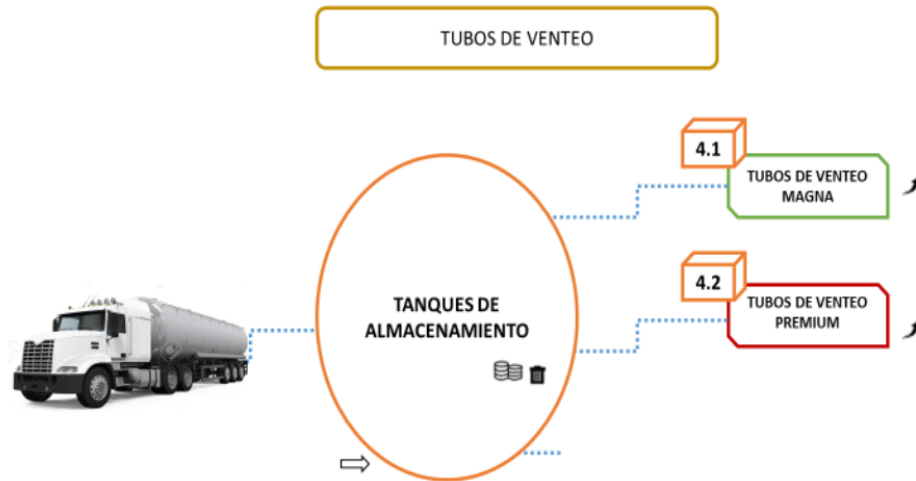 TUBOS DE VENTEO
4.1
TUBOS DE VENTEO
MAGNA
4.2
TUBOS DE VENTEO
PREMIUM
TANQUES DE
ALMACENAMIENTO